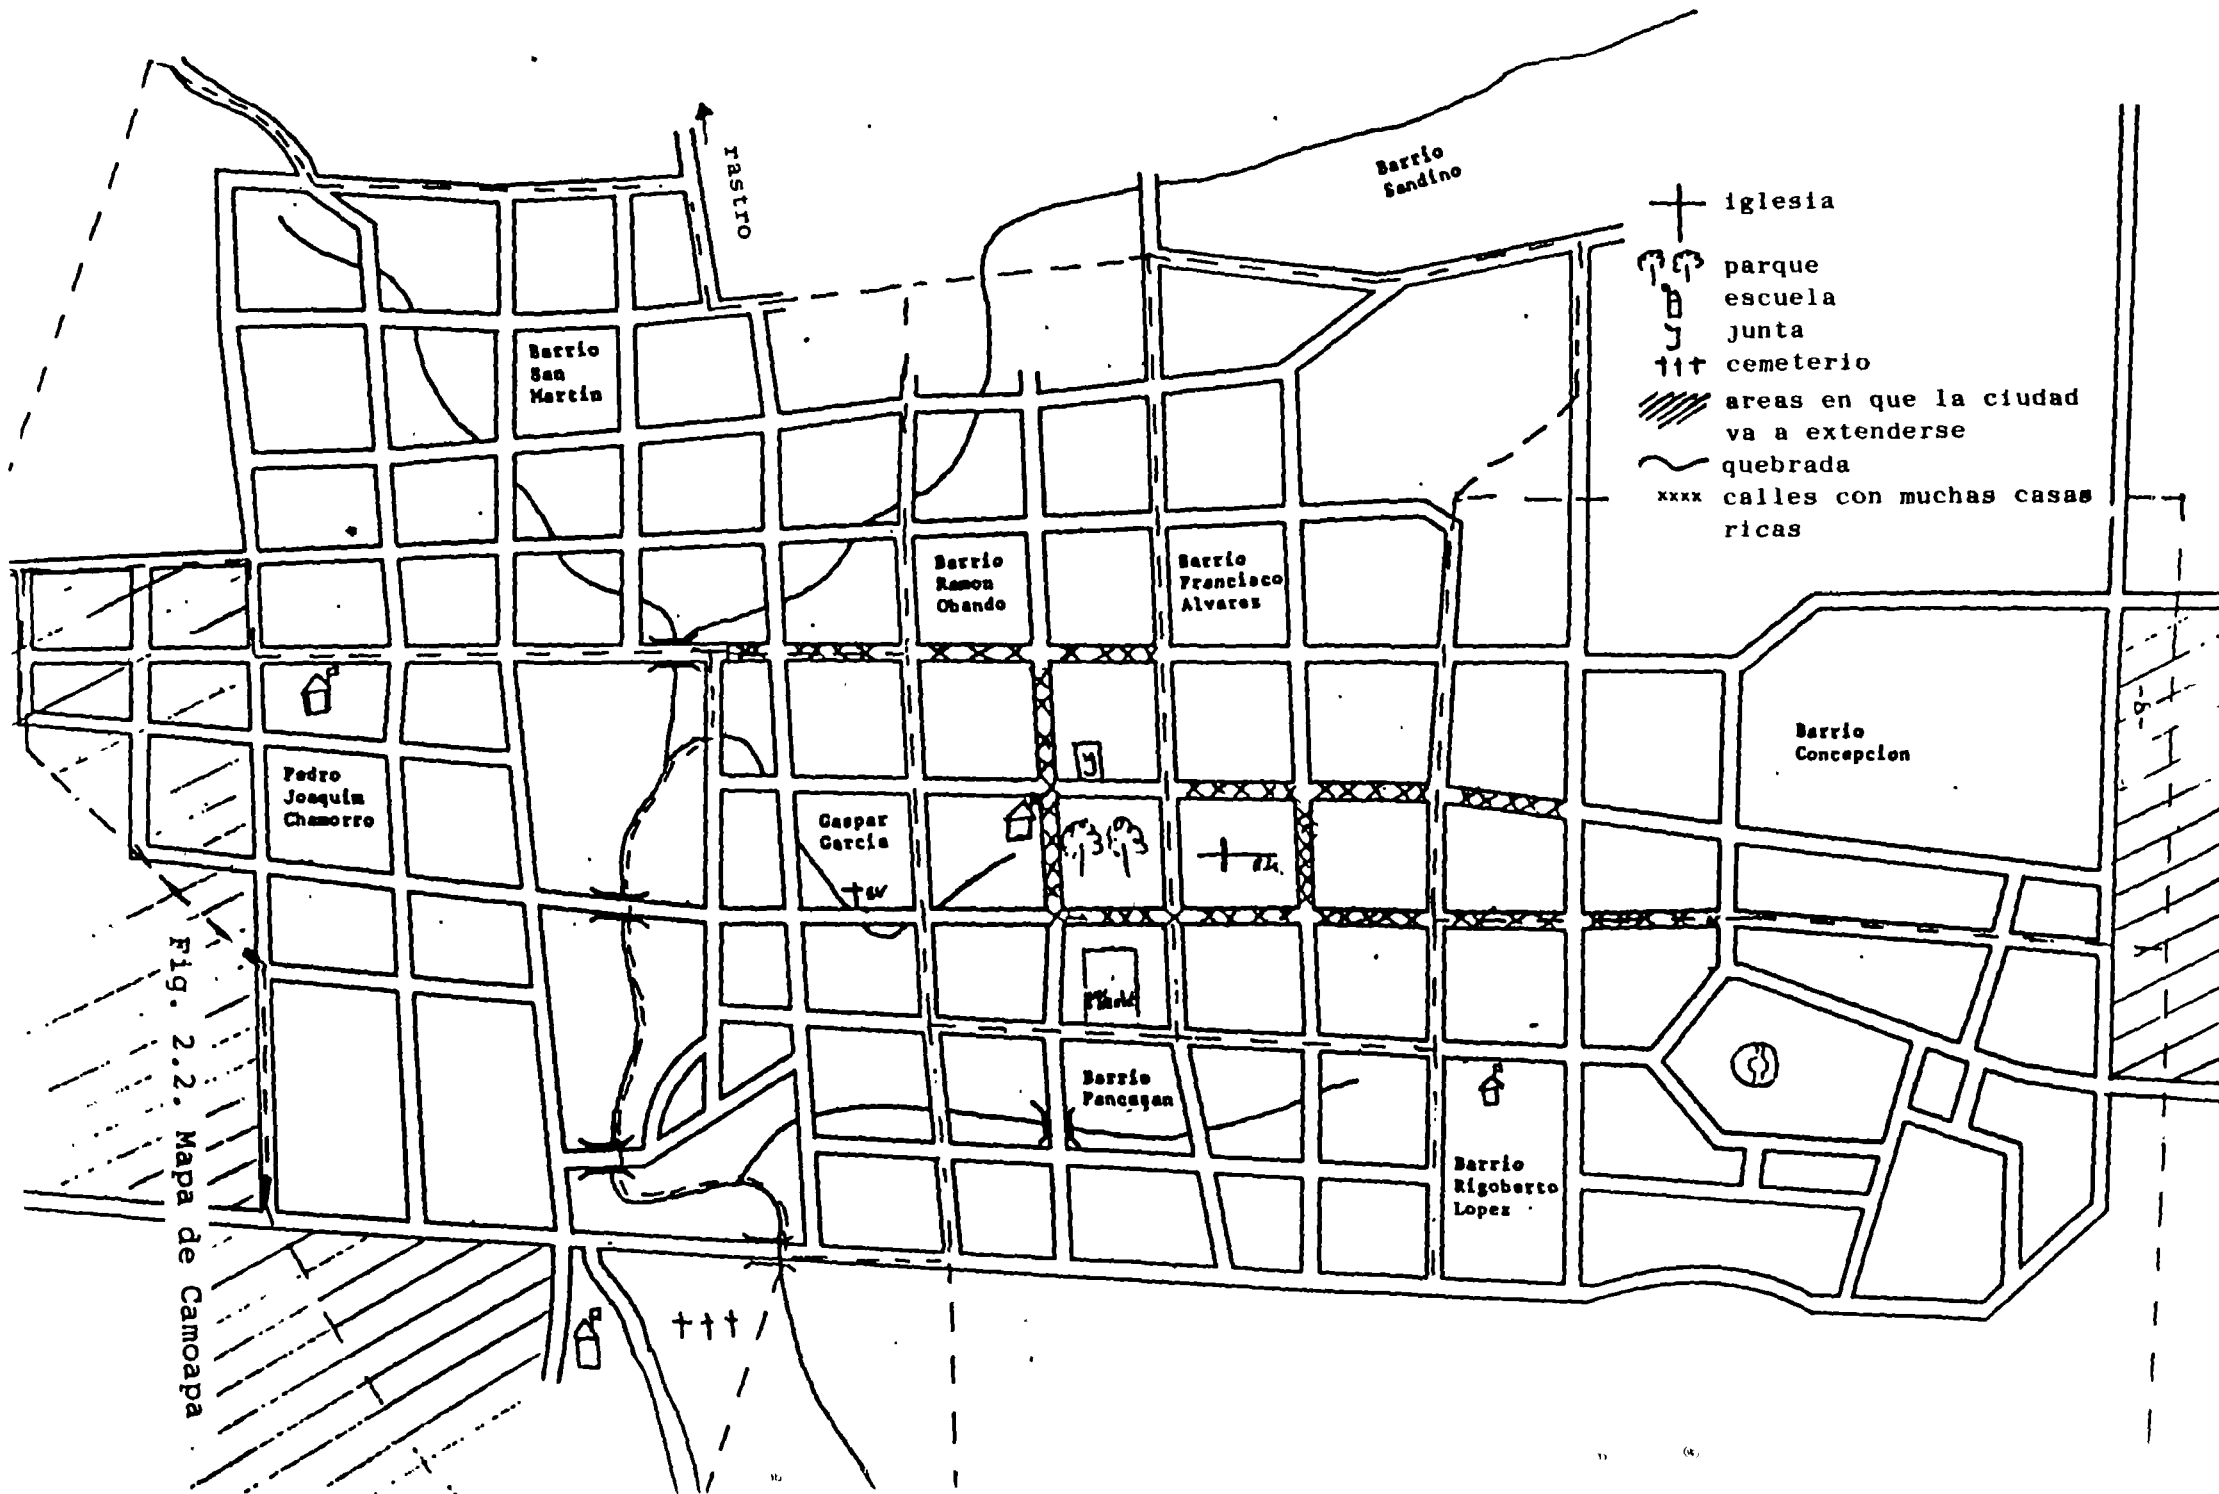 rastro
Barrio
Sandino
iglesia
parque
escuela
junta
cemeterio
areas en que la ciudad
va a extenderse
quebrada
xxxx calles con muchas casas
ricas
Barrio
San
Martin
Barrio
Ramon
Obando
Barrio
Francisco
Alvarez
Barrio
Concepcion
-8-
Pedro
Joaquim
Chamorro
Gaspar
Garcia
J
Barrio
Pancasan
Barrio
Rigoberto
Lopez
Fig. 2.2. Mapa de Camoapa